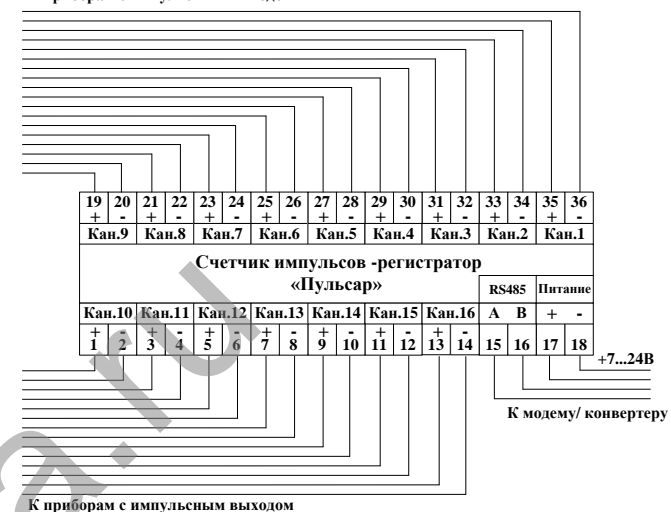 19 20 21 22 23 24 25 26 27 28 29 30 31 32 33 34 35 36
+ - + - + - + - + - + - + - + - + -
Кан.9 Кан.8 Кан.7 Кан.6 Кан.5 Кан.4 Кан.3 Кан.2 Кан.1
Счетчик импульсов -регистратор
«Пульсар»
RS485 Питание
Кан.10 Кан.11 Кан.12 Кан.13 Кан.14 Кан.15 Кан.16 A B + -
+ - + - + - + - + - + - + -
1 2 3 4 5 6 7 8 9 10 11 12 13 14 15 16 17 18
+7...24В
К модему/ конвертеру
К приборам с импульсным выходом
a.ru